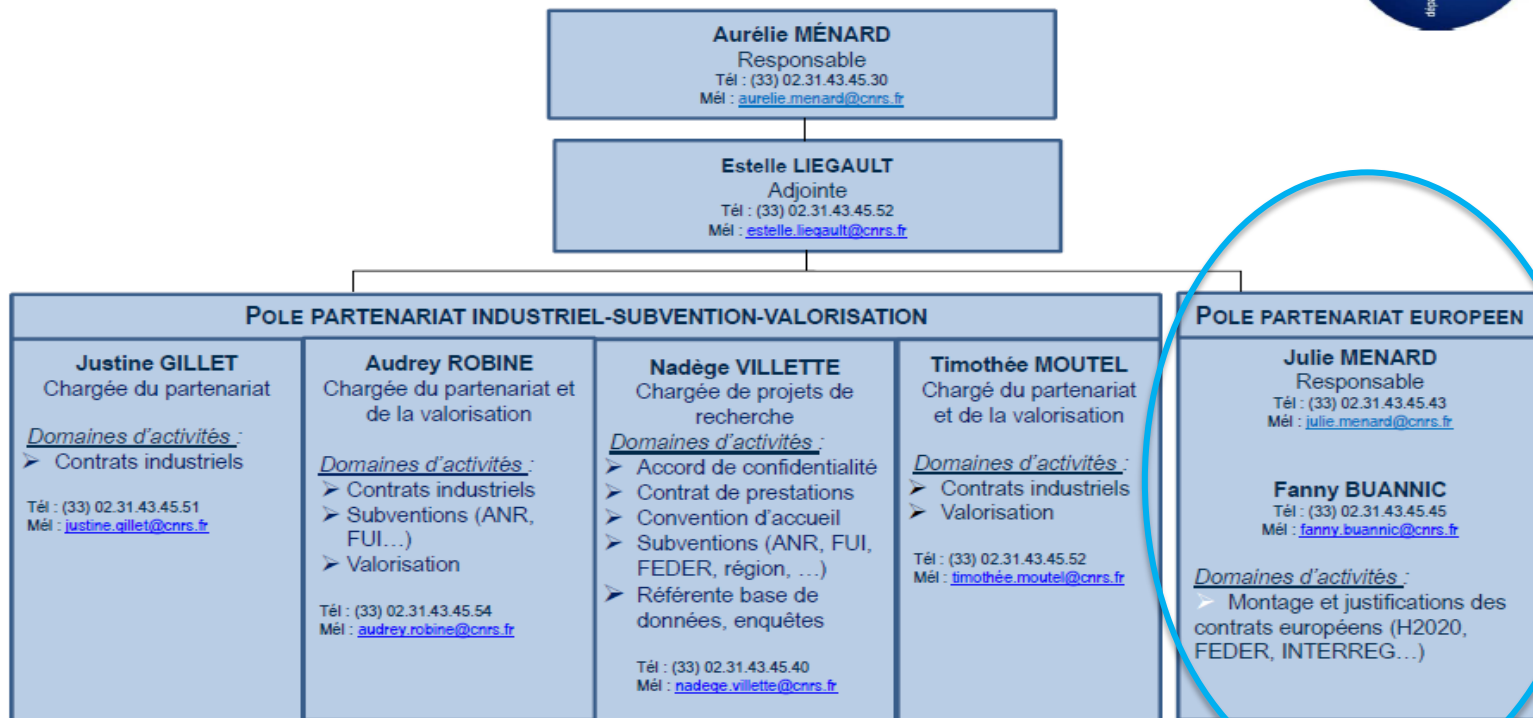 dépa
Aurélie MÉNARD
Responsable
Tél : (33) 02.31.43.45.30
Mél : aurelie.menard@cnrs.fr
Estelle LIEGAULT
Adjointe
Tél : (33) 02.31.43.45.52
Mél : estelle.liegault@cnrs.fr
POLE PARTENARIAT INDUSTRIEL-SUBVENTION-VALORISATION
Justine GILLET
Chargée du partenariat
Domaines d'activités :
➢ Contrats industriels
Tél : (33) 02.31.43.45.51
Mél : justine.gillet@cnrs.fr
Audrey ROBINE
Chargée du partenariat et
de la valorisation
Domaines d'activités :
➢ Contrats industriels
➢ Subventions (ANR,
FUI…)
➢ Valorisation
Tél : (33) 02.31.43.45.54
Mél : audrey.robine@cnrs.fr
Nadège VILLETTE
Chargée de projets de
recherche
Domaines d'activités :
➢ Accord de confidentialité
➢ Contrat de prestations
➢ Convention d'accueil
➢ Subventions (ANR, FUI,
FEDER, région, …)
➢ Référente base de
données, enquêtes
Tél : (33) 02.31.43.45.40
Mél : nadege.villette@cnrs.fr
Timothée MOUTEL
Chargé du partenariat
et de la valorisation
Domaines d'activités :
➢ Contrats industriels
➢ Valorisation
Tél : (33) 02.31.43.45.52
Mél : timothée.moutel@cnrs.fr
POLE PARTENARIAT EUROPEEN
Julie MENARD
Responsable
Tél : (33) 02.31.43.45.43
Mél : julie.menard@cnrs.fr
Fanny BUANNIC
Tél : (33) 02.31.43.45.45
Mél : fanny.buannic@cnrs.fr
Domaines d'activités :
➢ Montage et justifications des
contrats européens (H2020,
FEDER, INTERREG…)